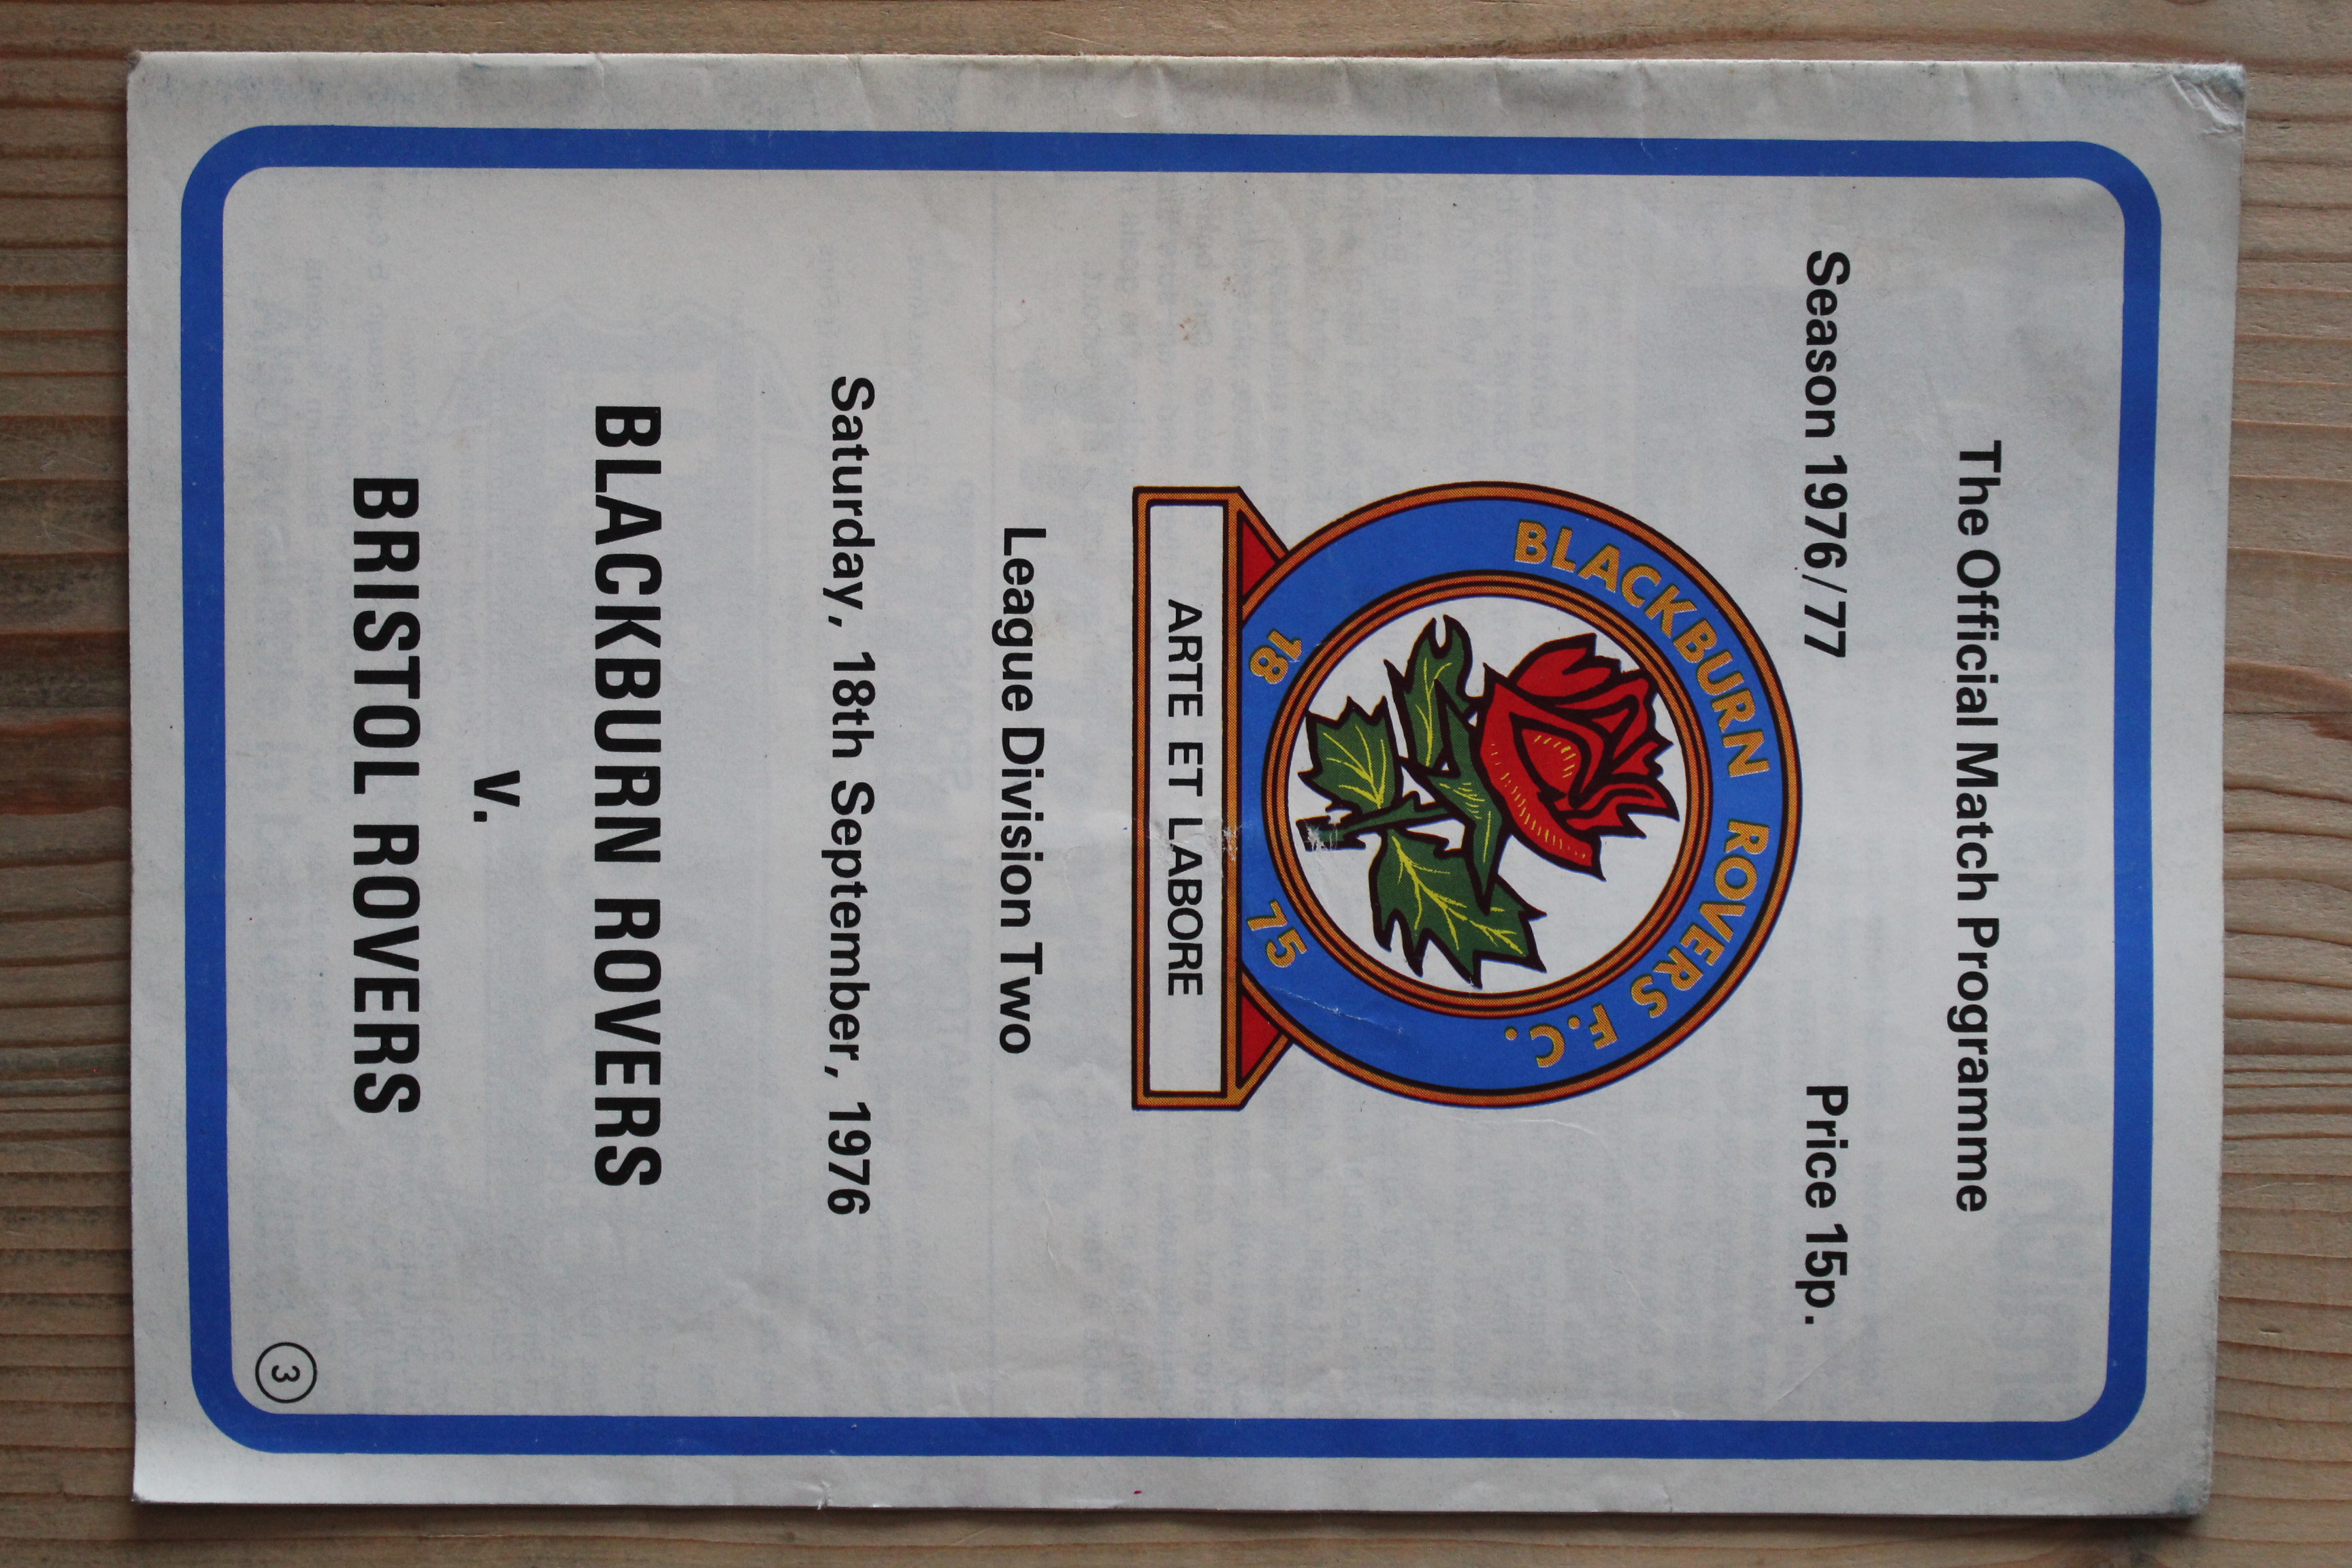 The Official Match Programme
Season 1976/77
Price 15p.
BLACKBURN ROVERS F.C.
18 75
ARTE ET LABORE
League Division Two
Saturday, 18th September, 1976
BLACKBURN ROVERS
v.
BRISTOL ROVERS
3